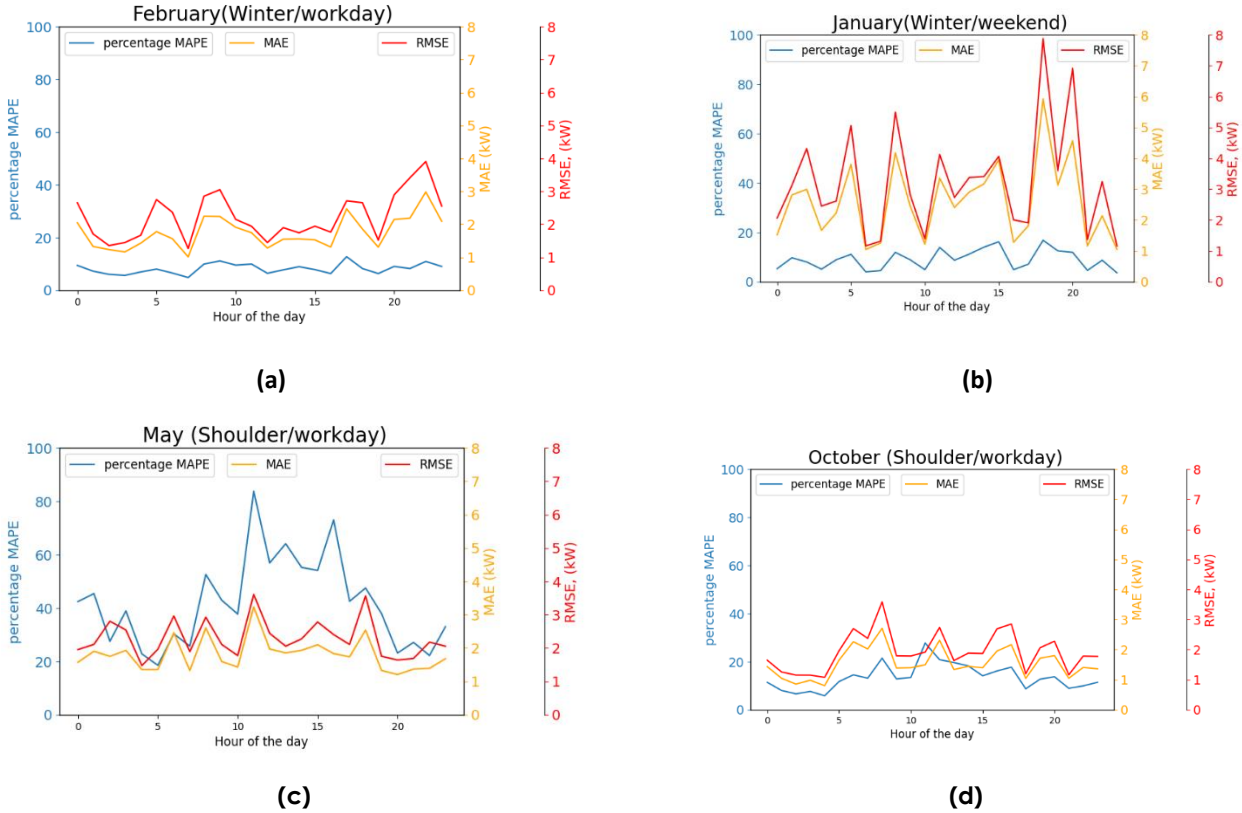 February(Winter/workday)
percentage MAPE
MAE
RMSE
100
80
60
40
20
0
percentage MAPE
8
7
6
5
4
3
2
1
0
MAE (kW)
8
7
6
5
4
3
2
1
0
RMSE, (kW)
0 5 10 15 20
Hour of the day
(a)
January(Winter/weekend)
percentage MAPE
MAE
RMSE
100
80
60
40
20
0
percentage MAPE
8
7
6
5
4
3
2
1
0
MAE (kW)
8
7
6
5
4
3
2
1
0
RMSE, (kW)
0 5 10 15 20
Hour of the day
(b)
May (Shoulder/workday)
percentage MAPE
MAE
RMSE
100
80
60
40
20
0
percentage MAPE
8
7
6
5
4
3
2
1
0
MAE (kW)
8
7
6
5
4
3
2
1
0
RMSE, (kW)
0 5 10 15 20
Hour of the day
(c)
October (Shoulder/workday)
percentage MAPE
MAE
RMSE
100
80
60
40
20
0
percentage MAPE
8
7
6
5
4
3
2
1
0
MAE (kW)
8
7
6
5
4
3
2
1
0
RMSE, (kW)
0 5 10 15 20
Hour of the day
(d)